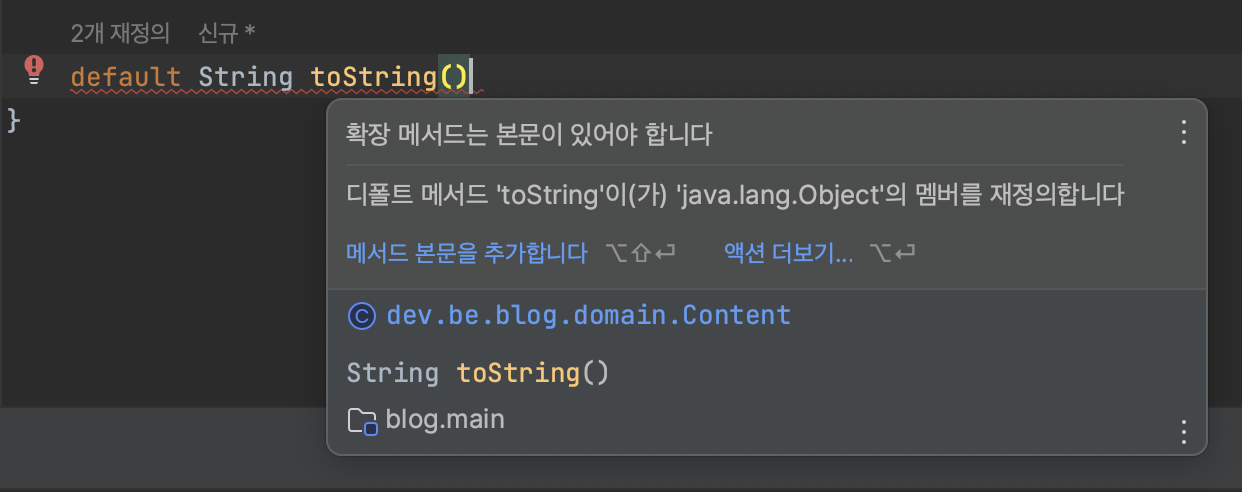 2개 재정의 신규 *
default String toString()
}
확장 메서드는 본문이 있어야 합니다
디폴트 메서드 'toString'이(가) 'java.lang.Object'의 멤버를 재정의합니다
메서드 본문을 추가합니다 ⌥⇧⏎ 액션 더보기... ⌥⏎
© dev.be.blog.domain.Content
String toString()
blog.main